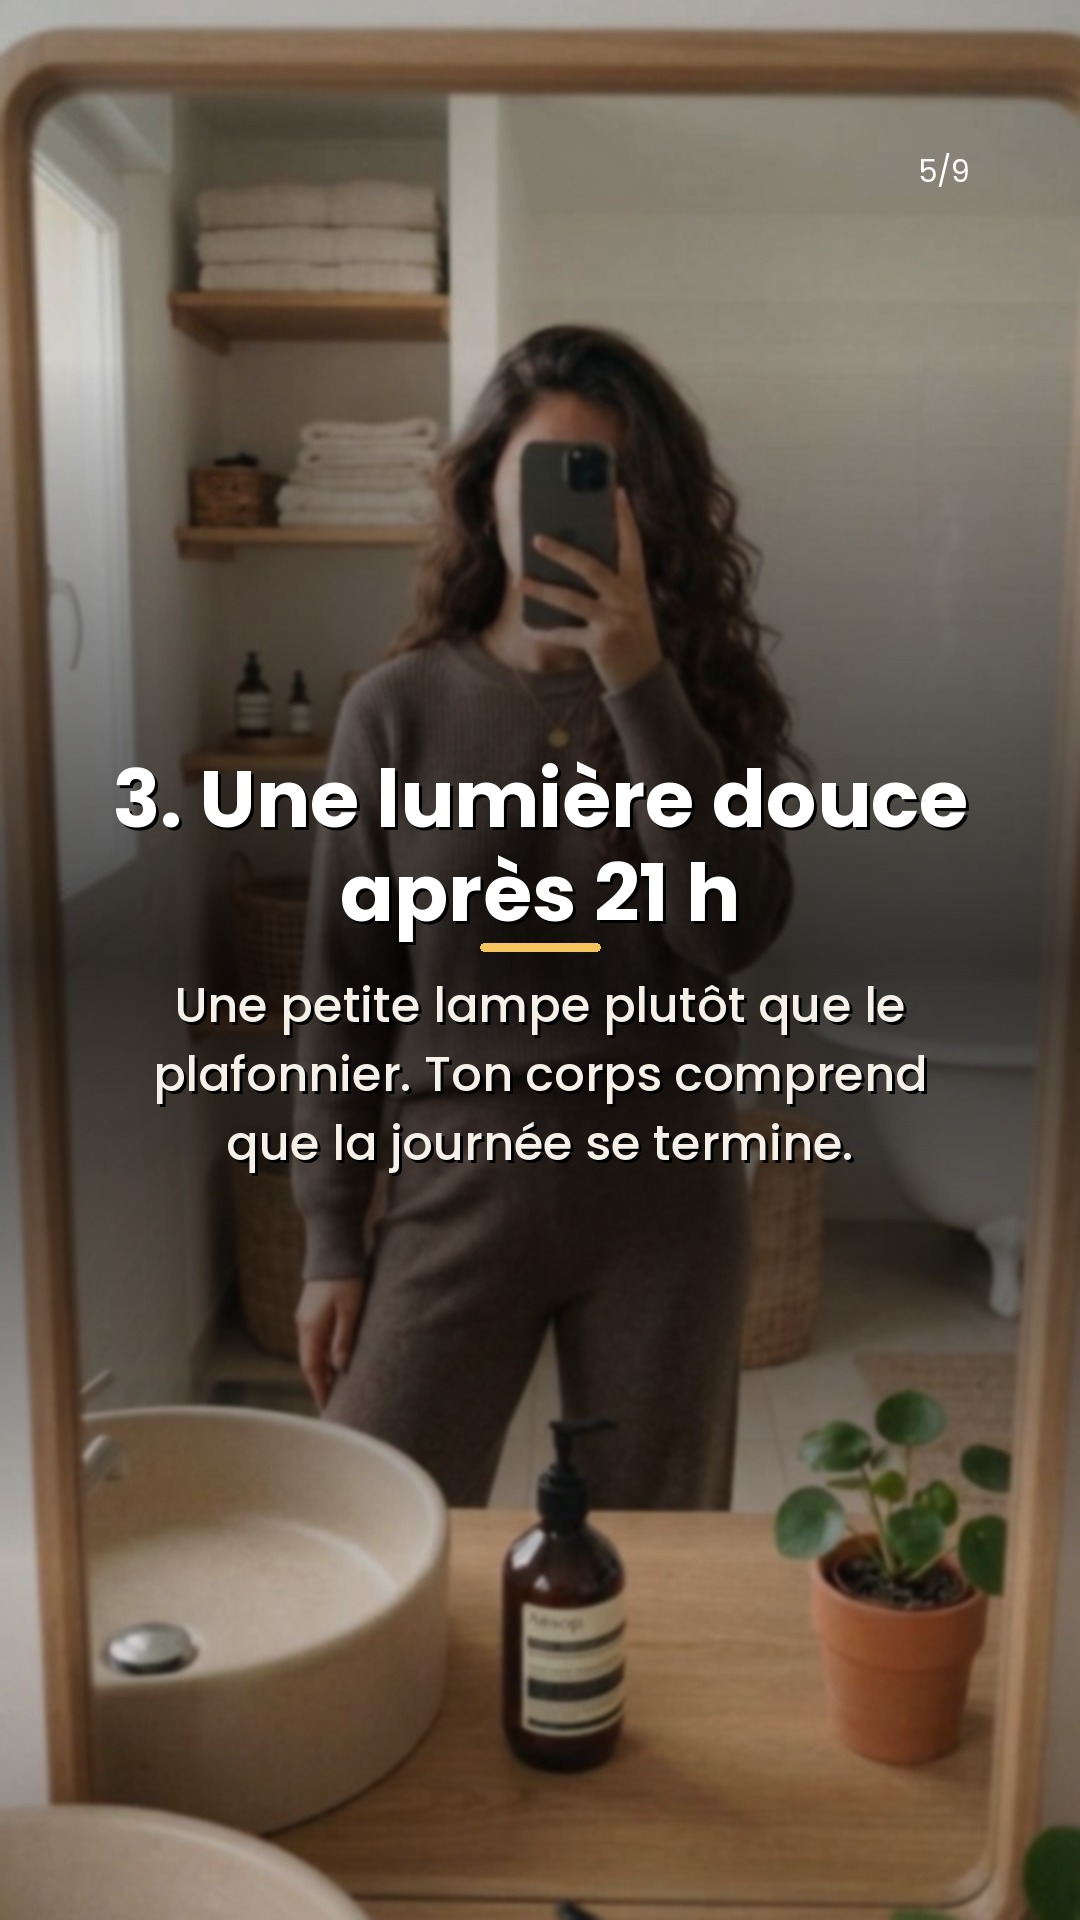 5/9
3. Une lumière douce
après 21 h
Une petite lampe plutôt que le
plafonnier. Ton corps comprend
que la journée se termine.
Aesop